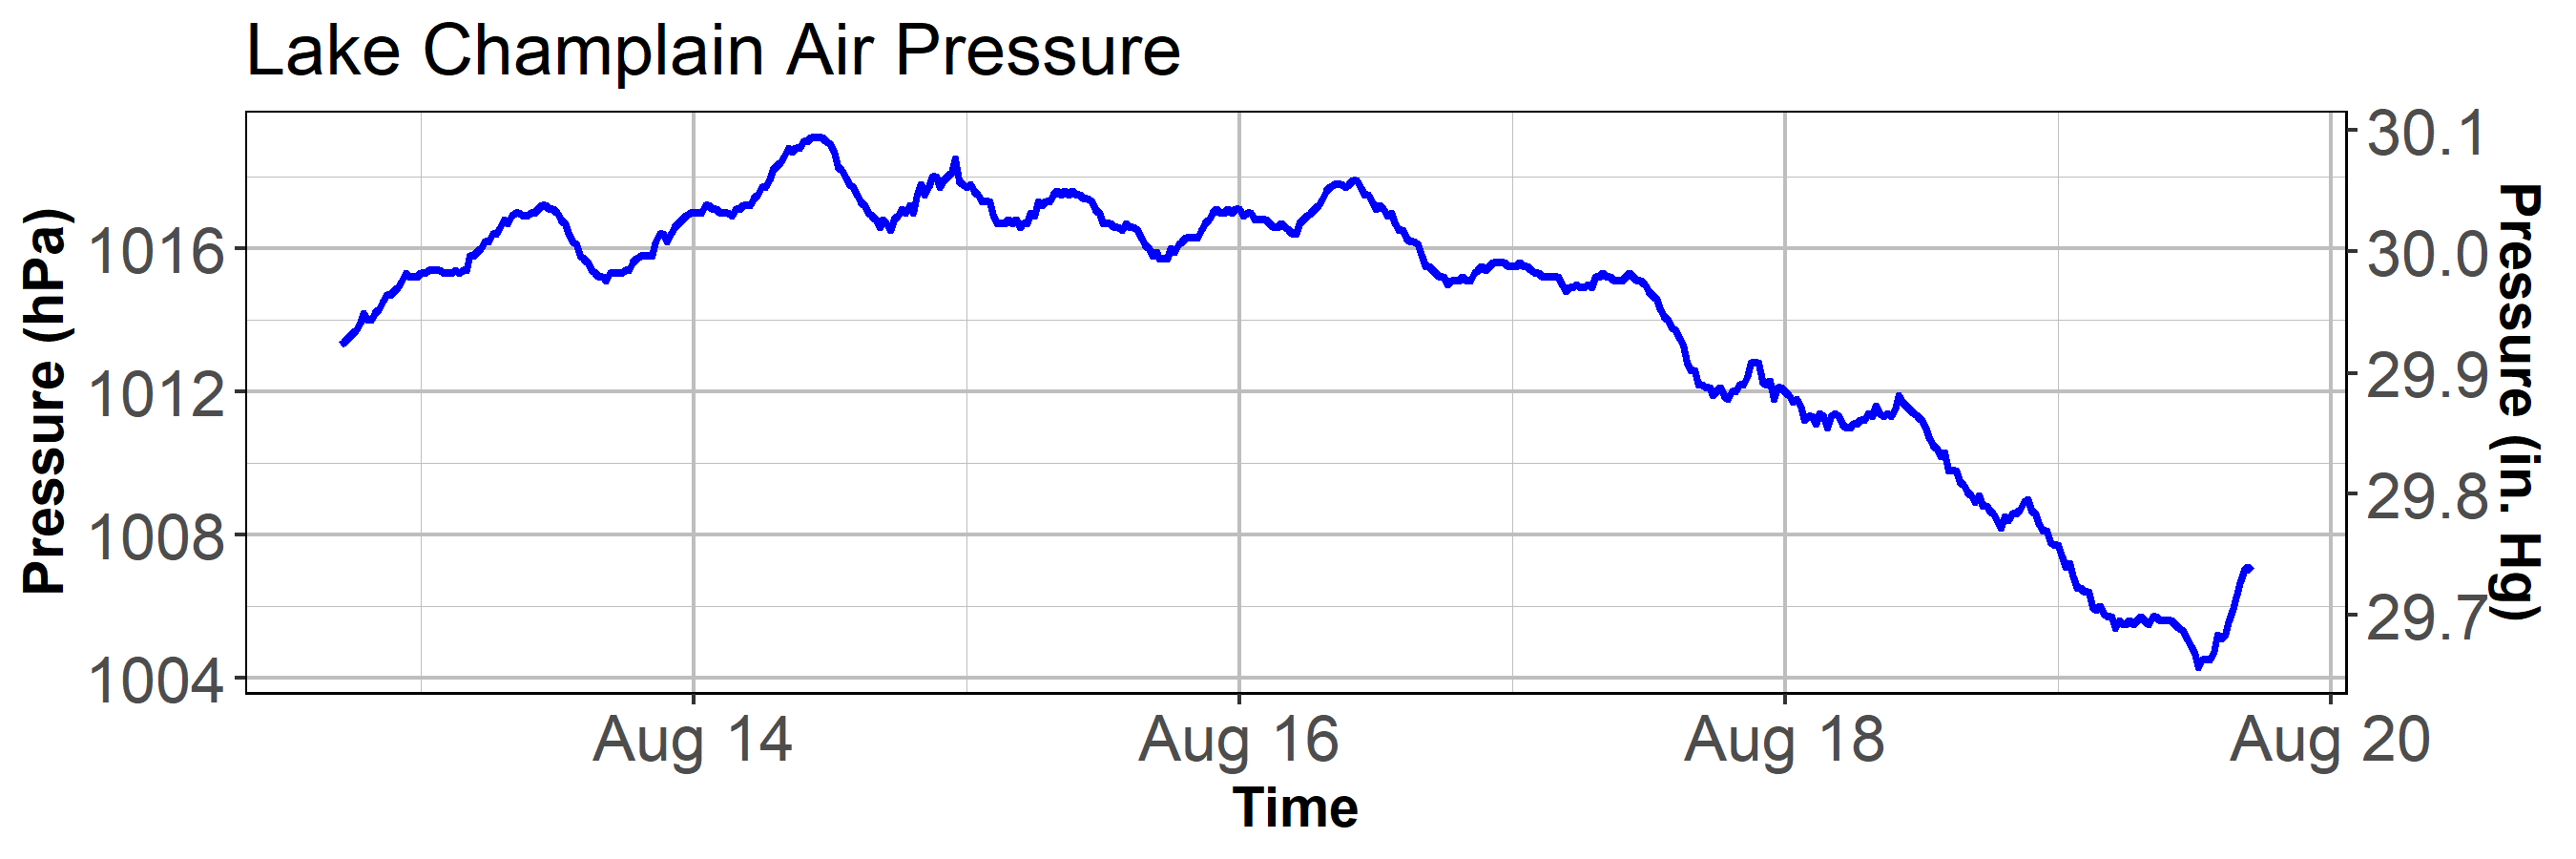 Lake Champlain Air Pressure
Pressure (hPa)
1016
1012
1008
1004
30.1
30.0
29.9
29.8
29.7
Pressure (in. Hg)
Aug 14
Aug 16
Aug 18
Aug 20
Time